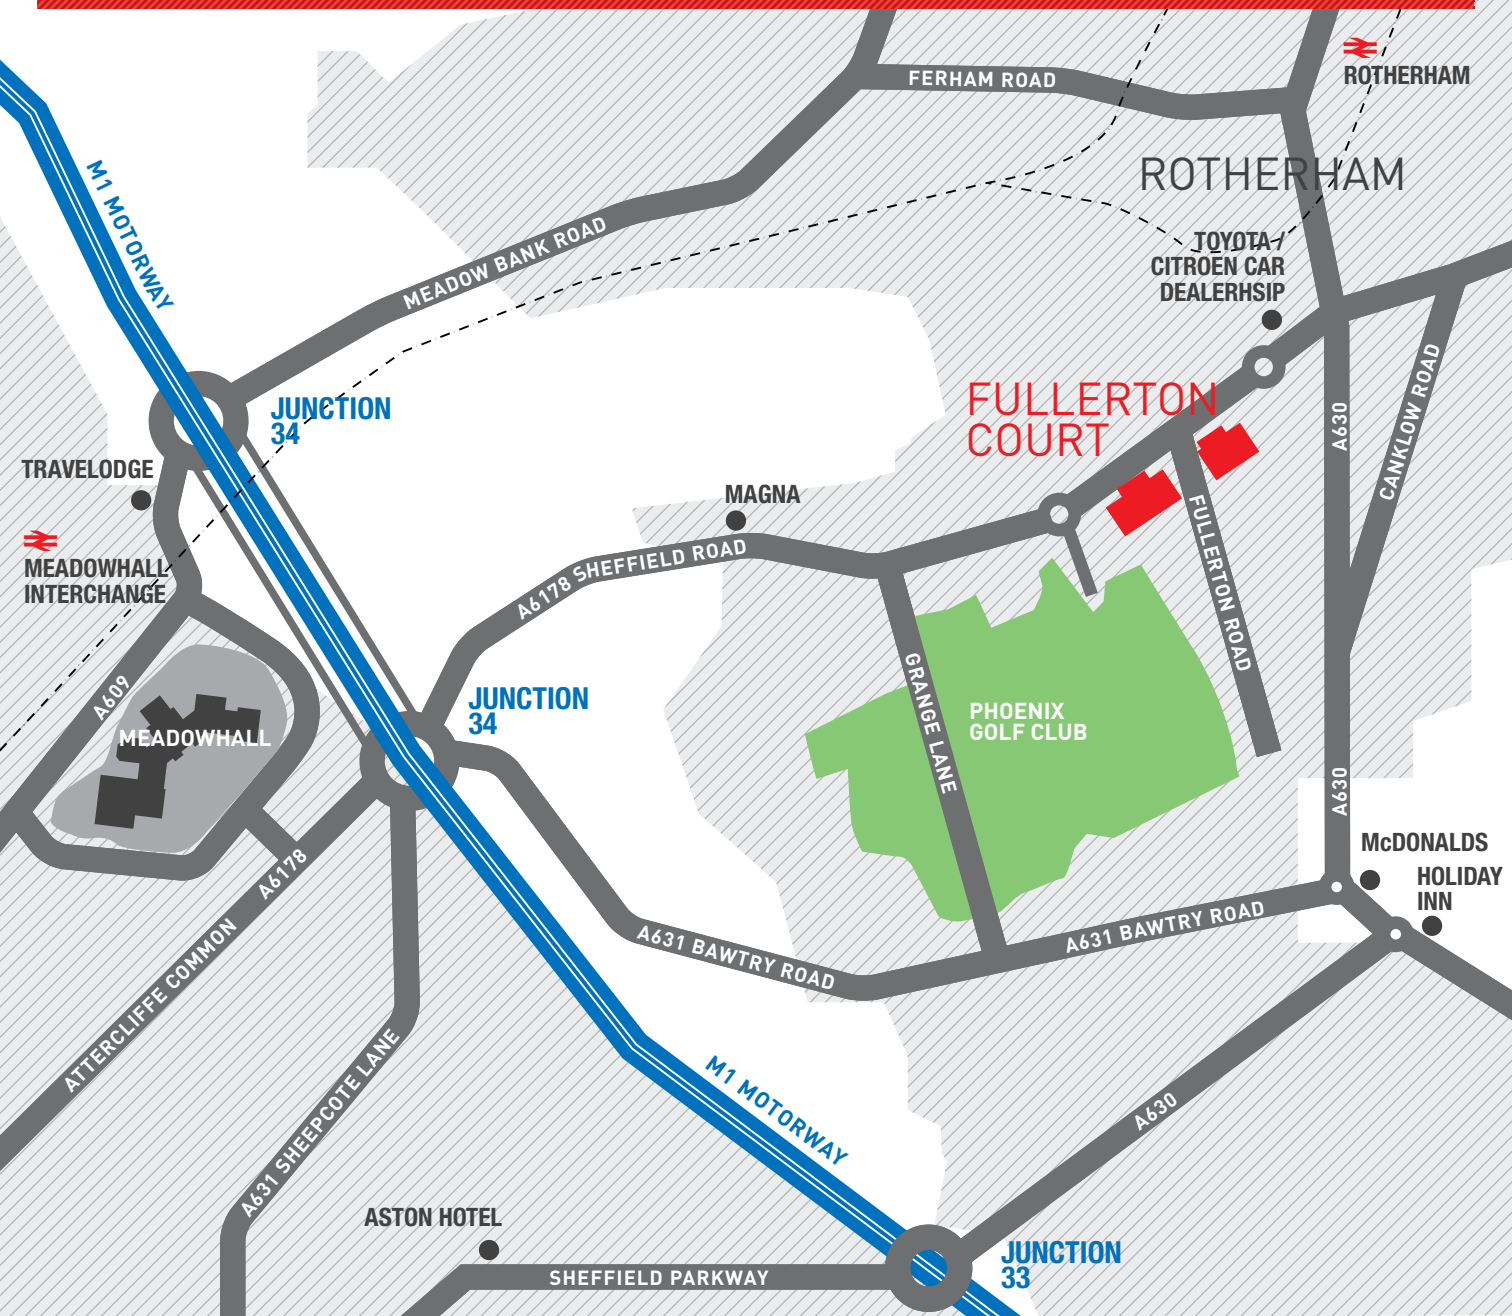 FERHAM ROAD
ROTHERHAM
M1 MOTORWAY
ROTHERHAM
MEADOW BANK ROAD
TOYOTA /
CITROEN CAR
DEALERHSIP
JUNCTION
34
FULLERTON
COURT
A630
CANKLOW ROAD
TRAVELODGE
MAGNA
MEADOWHALL
INTERCHANGE
A6178 SHEFFIELD ROAD
FULLERTON ROAD
A609
MEADOWHALL
JUNCTION
34
GRANGE LANE
PHOENIX
GOLF CLUB
A630
McDONALDS
HOLIDAY
INN
A6178
ATTERCLIFFE COMMON
A631 BAWTRY ROAD
A631 BAWTRY ROAD
A631 SHEEPCOTE LANE
M1 MOTORWAY
A630
ASTON HOTEL
JUNCTION
33
SHEFFIELD PARKWAY